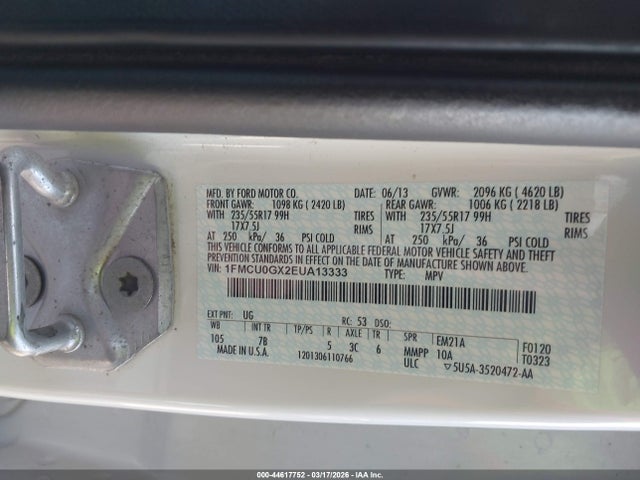 MFD. BY FORD MOTOR CO.
DATE: 06/13 GVWR: 2096 KG ( 4620 LB)
FRONT GAWR: 1098 KG ( 2420 LB) REAR GAWR: 1006 KG ( 2218 LB)
WITH 235/55R17 99H TIRES WITH 235/55R17 99H TIRES
17X7.5J RIMS 17X7.5J RIMS
AT 250 kPa/ 36 PSI COLD AT 250 kPa/ 36 PSI COLD
THIS VEHICLE CONFORMS TO ALL APPLICABLE FEDERAL MOTOR VEHICLE SAFETY AND THEFT
PREVENTION STANDARDS IN EFFECT ON THE DATE OF MANUFACTURE SHOWN ABOVE.
VIN: 1FMCU0GX2EUA13333 TYPE: MPV
EXT PNT: UG RC: 53 DSO:
WB INT TR TP/PS R AXLE TR SPR EM21A F0120
105 7B 5 3C 6 MMPP 10A T0323
MADE IN U.S.A. 1201306110766 ULC ▽5U5A-3520472-AA
000-44617752 | 03/17/2026 - IAA Inc.